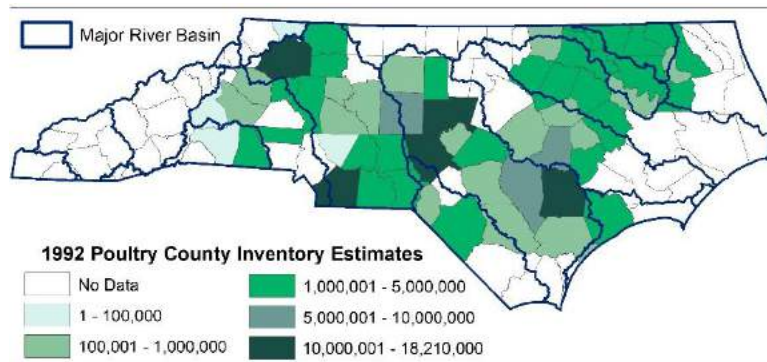 Major River Basin
1992 Poultry County Inventory Estimates
No Data
1 - 100,000
100,001 - 1,000,000
1,000,001 - 5,000,000
5,000,001 - 10,000,000
10,000,001 - 18,210,000